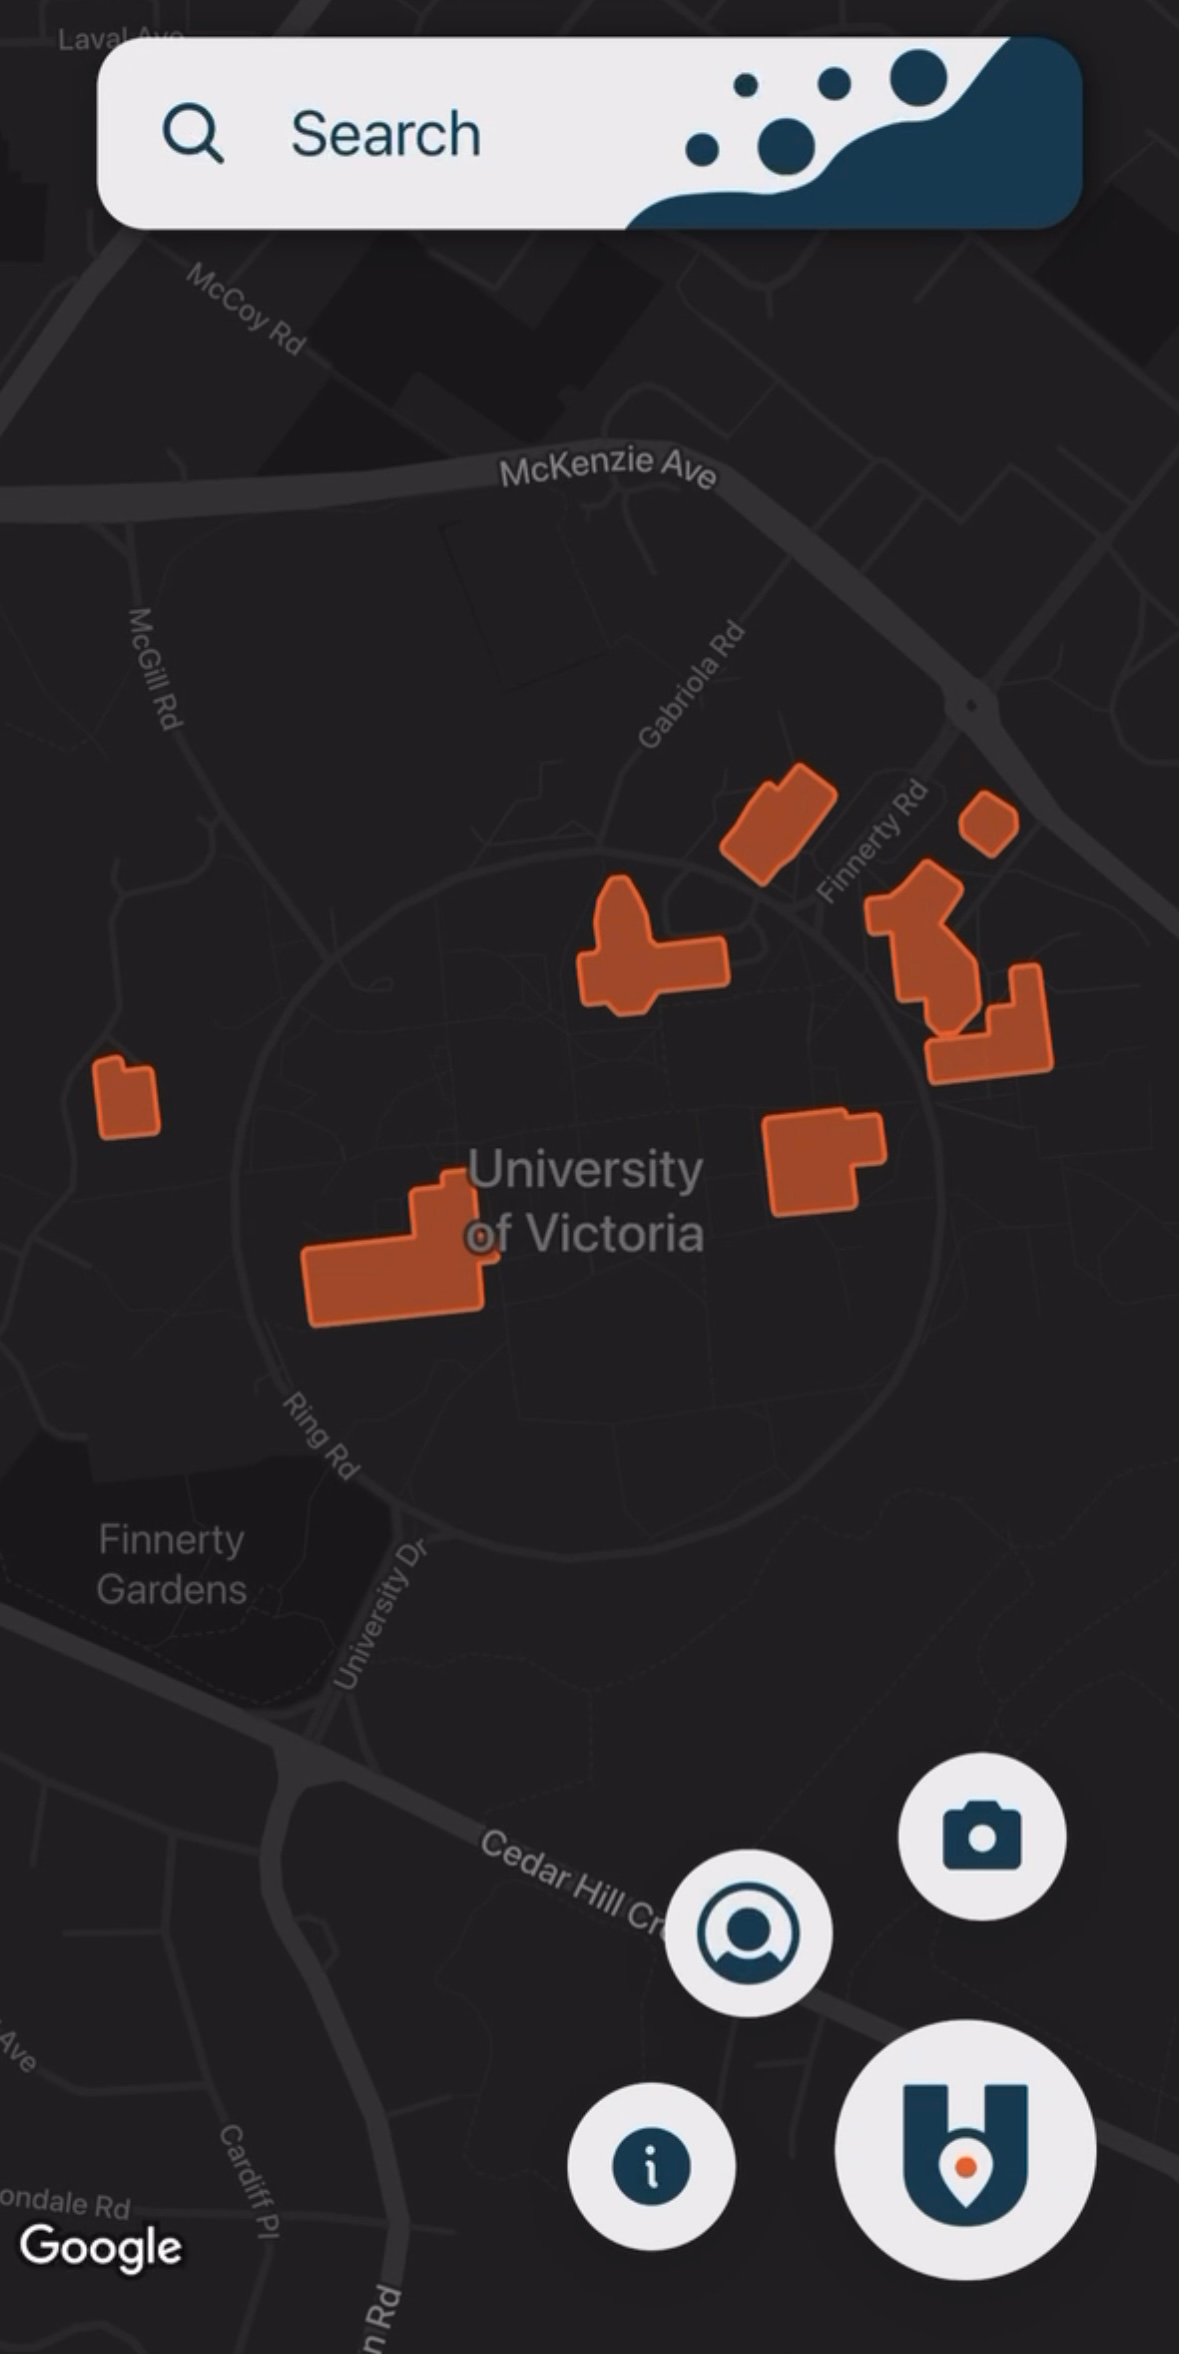 Laval Ave
Search
McCoy Rd
McKenzie Ave
McGill Rd
Gabriola Rd
Finnerty Rd
University
of Victoria
Ring Rd
Finnerty
Gardens
University Dr
Cedar Hill Cr
Ave
Cardiff Pl
ondale Rd
Google
n Rd